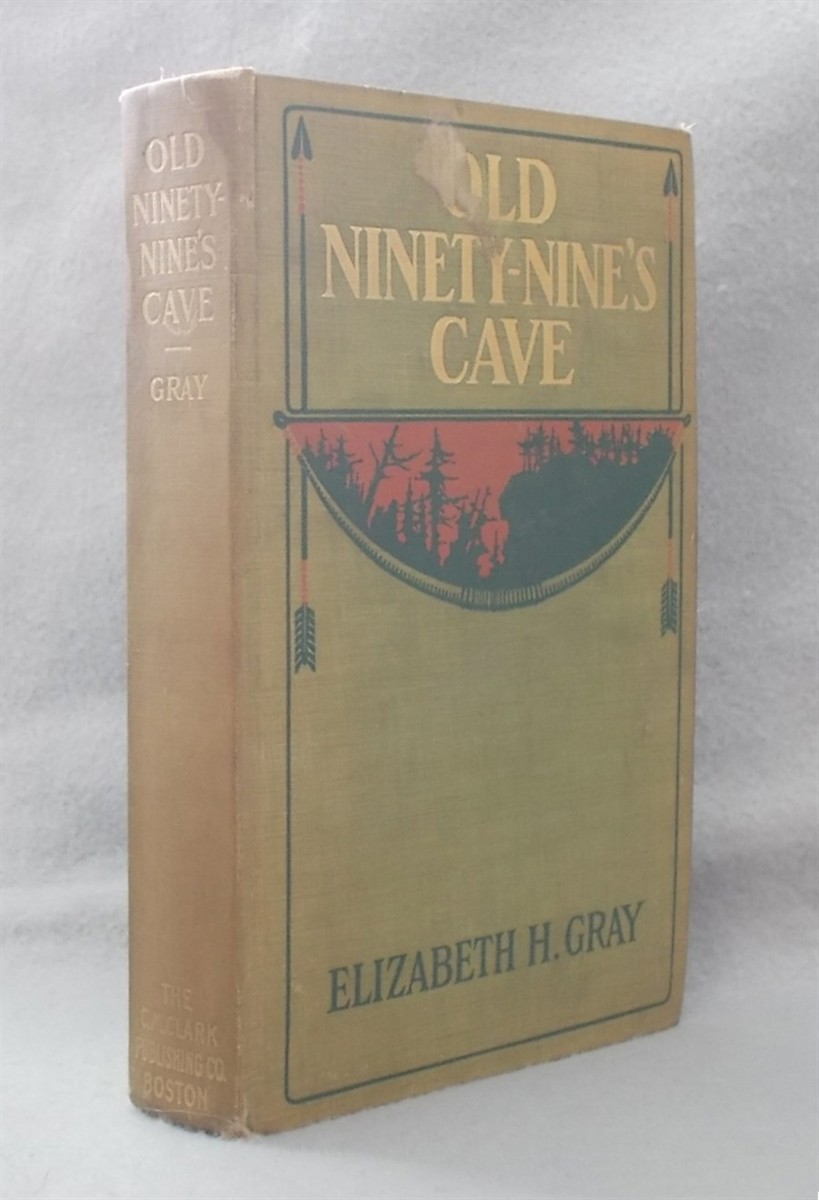 OLD
NINETY-
NINE'S
CAVE
GRAY
THE
C.M.CLARK
PUBLISHING CO.
BOSTON
OLD
NINETY-NINE'S
CAVE
ELIZABETH H. GRAY